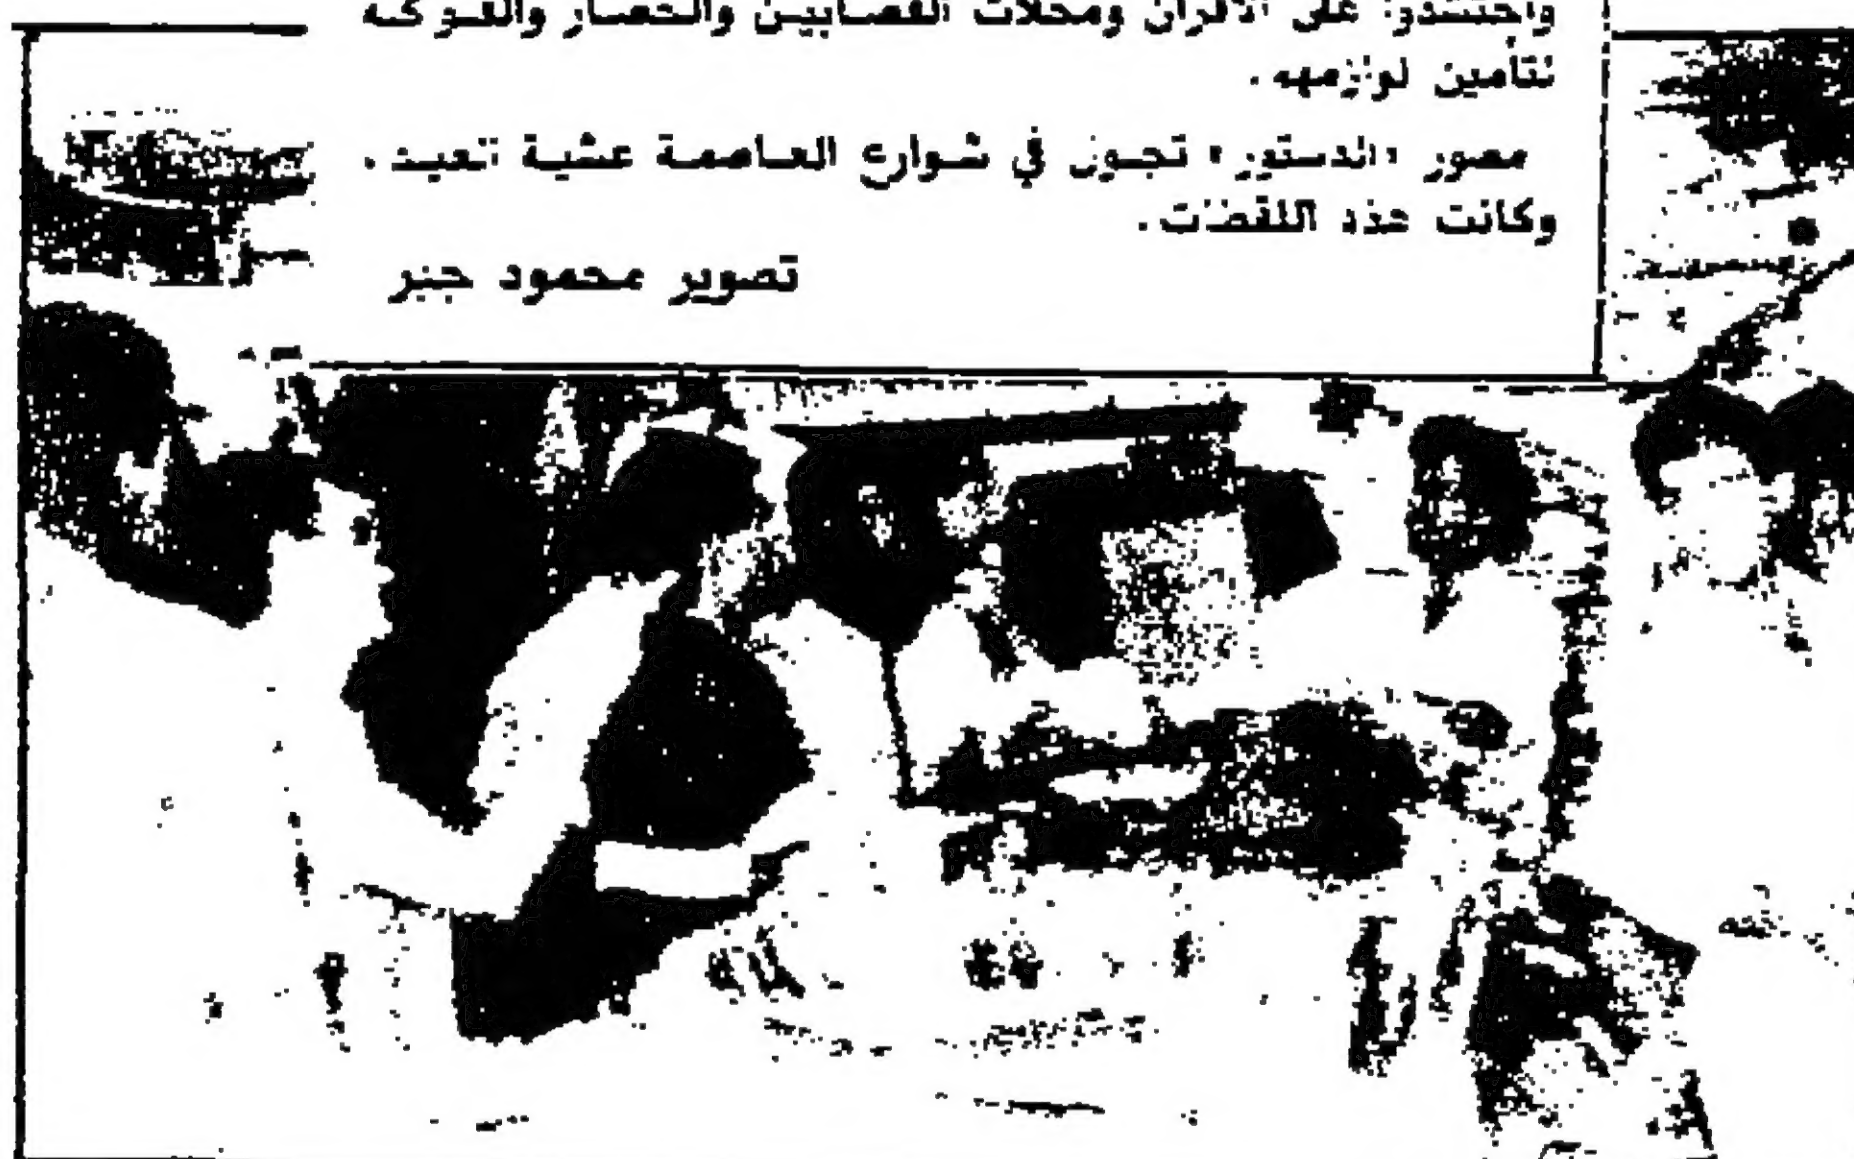 واحتشدوا على الافران ومحلات القصابين والخضار والفواكه
لتأمين لوازمهم.
مصور «الدستور» تجول في شوارع العاصمة عشية العيد.
وكانت هذه اللقطات.
تصوير محمود جبر